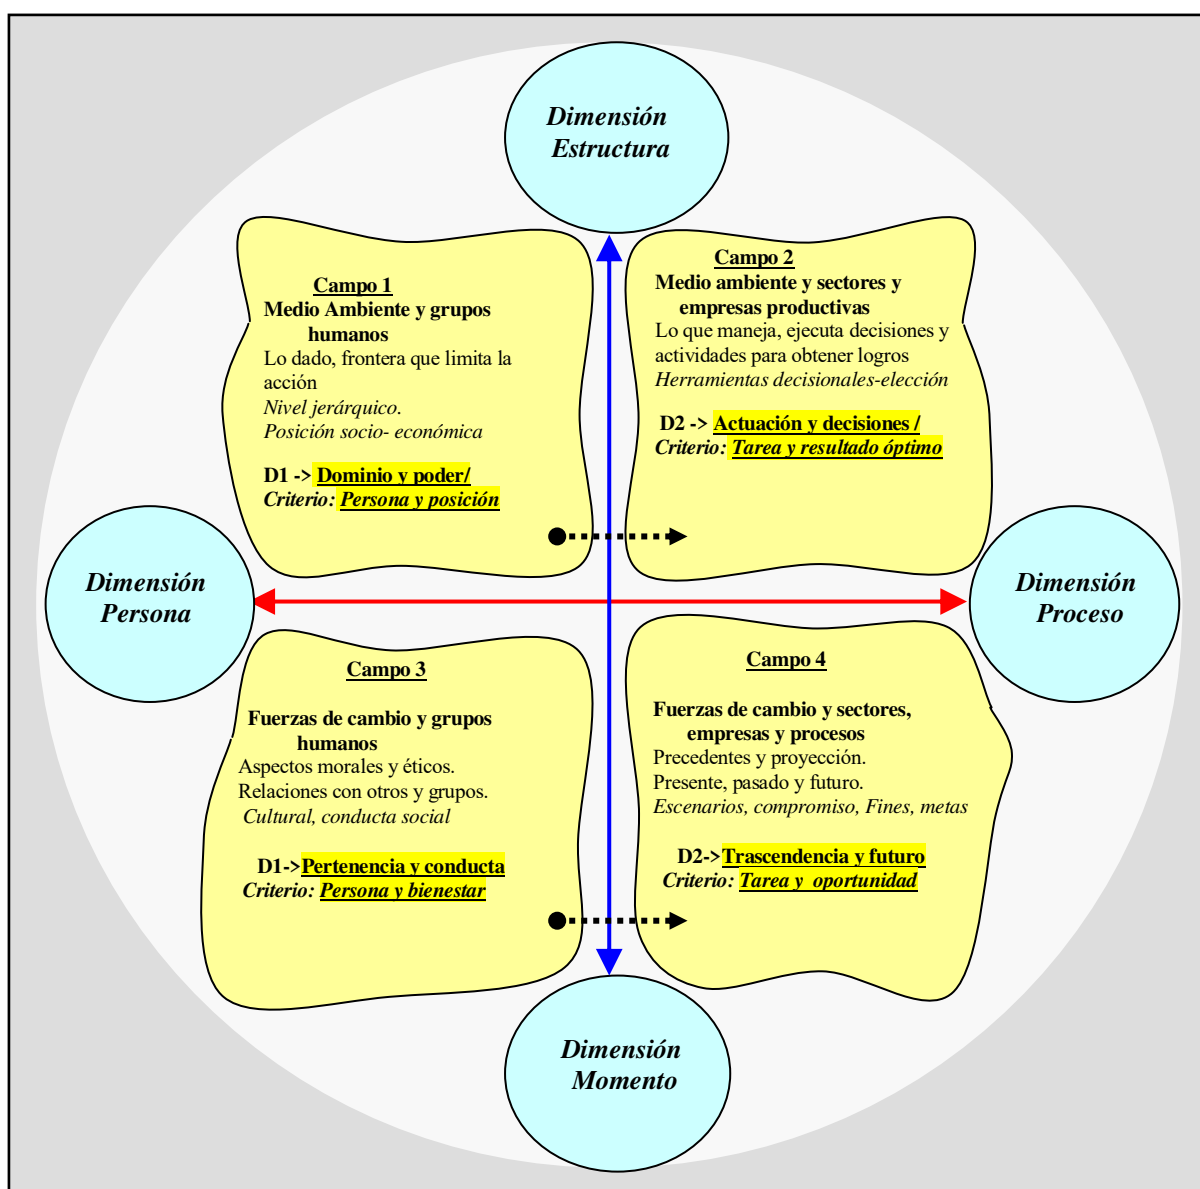 Dimensión
Estructura
Campo 1
Medio Ambiente y grupos
humanos
Lo dado, frontera que limita la
acción
Nivel jerárquico.
Posición socio- económica
D1 -> Dominio y poder/
Criterio: Persona y posición
Campo 2
Medio ambiente y sectores y
empresas productivas
Lo que maneja, ejecuta decisiones y
actividades para obtener logros
Herramientas decisionales-elección
D2 -> Actuación y decisiones /
Criterio: Tarea y resultado óptimo
Dimensión
Persona
Dimensión
Proceso
Campo 3
Fuerzas de cambio y grupos
humanos
Aspectos morales y éticos.
Relaciones con otros y grupos.
Cultural, conducta social
D1->Pertenencia y conducta
Criterio: Persona y bienestar
Campo 4
Fuerzas de cambio y sectores,
empresas y procesos
Precedentes y proyección.
Presente, pasado y futuro.
Escenarios, compromiso, Fines, metas
D2->Trascendencia y futuro
Criterio: Tarea y oportunidad
Dimensión
Momento